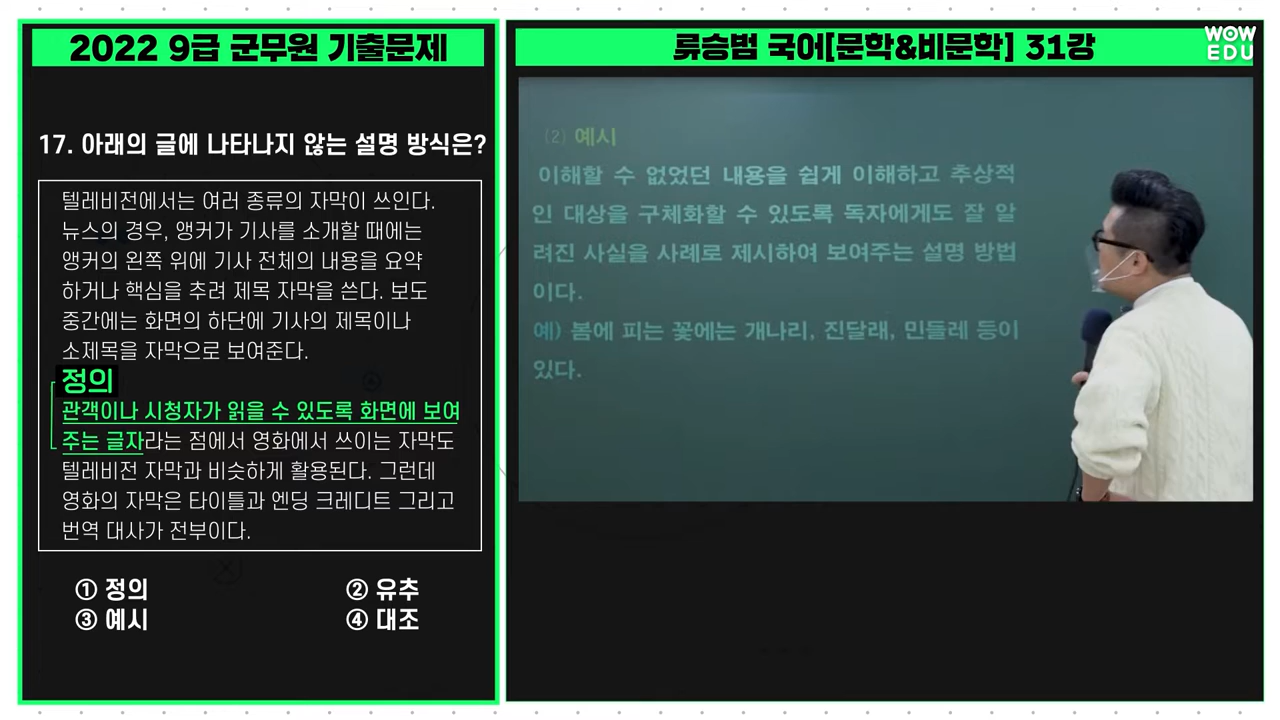 2022 9급 군무원 기출문제
17. 아래의 글에 나타나지 않는 설명 방식은?
텔레비전에서는 여러 종류의 자막이 쓰인다.
뉴스의 경우, 앵커가 기사를 소개할 때에는
앵커의 왼쪽 위에 기사 전체의 내용을 요약
하거나 핵심을 추려 제목 자막을 쓴다. 보도
중간에는 화면의 하단에 기사의 제목이나
소제목을 자막으로 보여준다.
정의
관객이나 시청자가 읽을 수 있도록 화면에 보여
주는 글자라는 점에서 영화에서 쓰이는 자막도
텔레비전 자막과 비슷하게 활용된다. 그런데
영화의 자막은 타이틀과 엔딩 크레디트 그리고
번역 대사가 전부이다.
① 정의
② 유추
③ 예시
④ 대조
류승범 국어[문학&비문학] 31강
WOW
EDU
(2) 예시
이해할 수 없었던 내용을 쉽게 이해하고 추상적
인 대상을 구체화할 수 있도록 독자에게도 잘 알
려진 사실을 사례로 제시하여 보여주는 설명 방법
이다.
예) 봄에 피는 꽃에는 개나리, 진달래, 민들레 등이
있다.